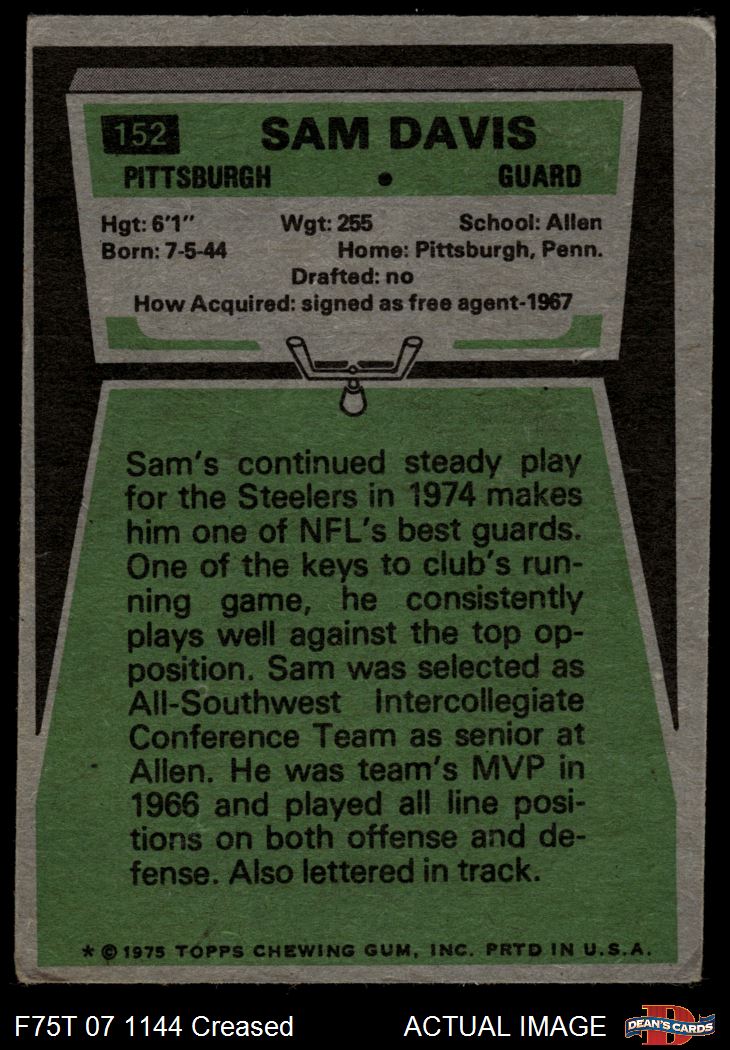 152 SAM DAVIS
PITTSBURGH • GUARD
Hgt: 6'1" Wgt: 255 School: Allen
Born: 7-5-44 Home: Pittsburgh, Penn.
Drafted: no
How Acquired: signed as free agent-1967
Sam's continued steady play
for the Steelers in 1974 makes
him one of NFL's best guards.
One of the keys to club's run-
ning game, he consistently
plays well against the top op-
position. Sam was selected as
All-Southwest Intercollegiate
Conference Team as senior at
Allen. He was team's MVP in
1966 and played all line posi-
tions on both offense and de-
fense. Also lettered in track.
* © 1975 TOPPS CHEWING GUM, INC. PRTD IN U.S.A.
F75T 07 1144 Creased ACTUAL IMAGE D DEAN'S CARDS